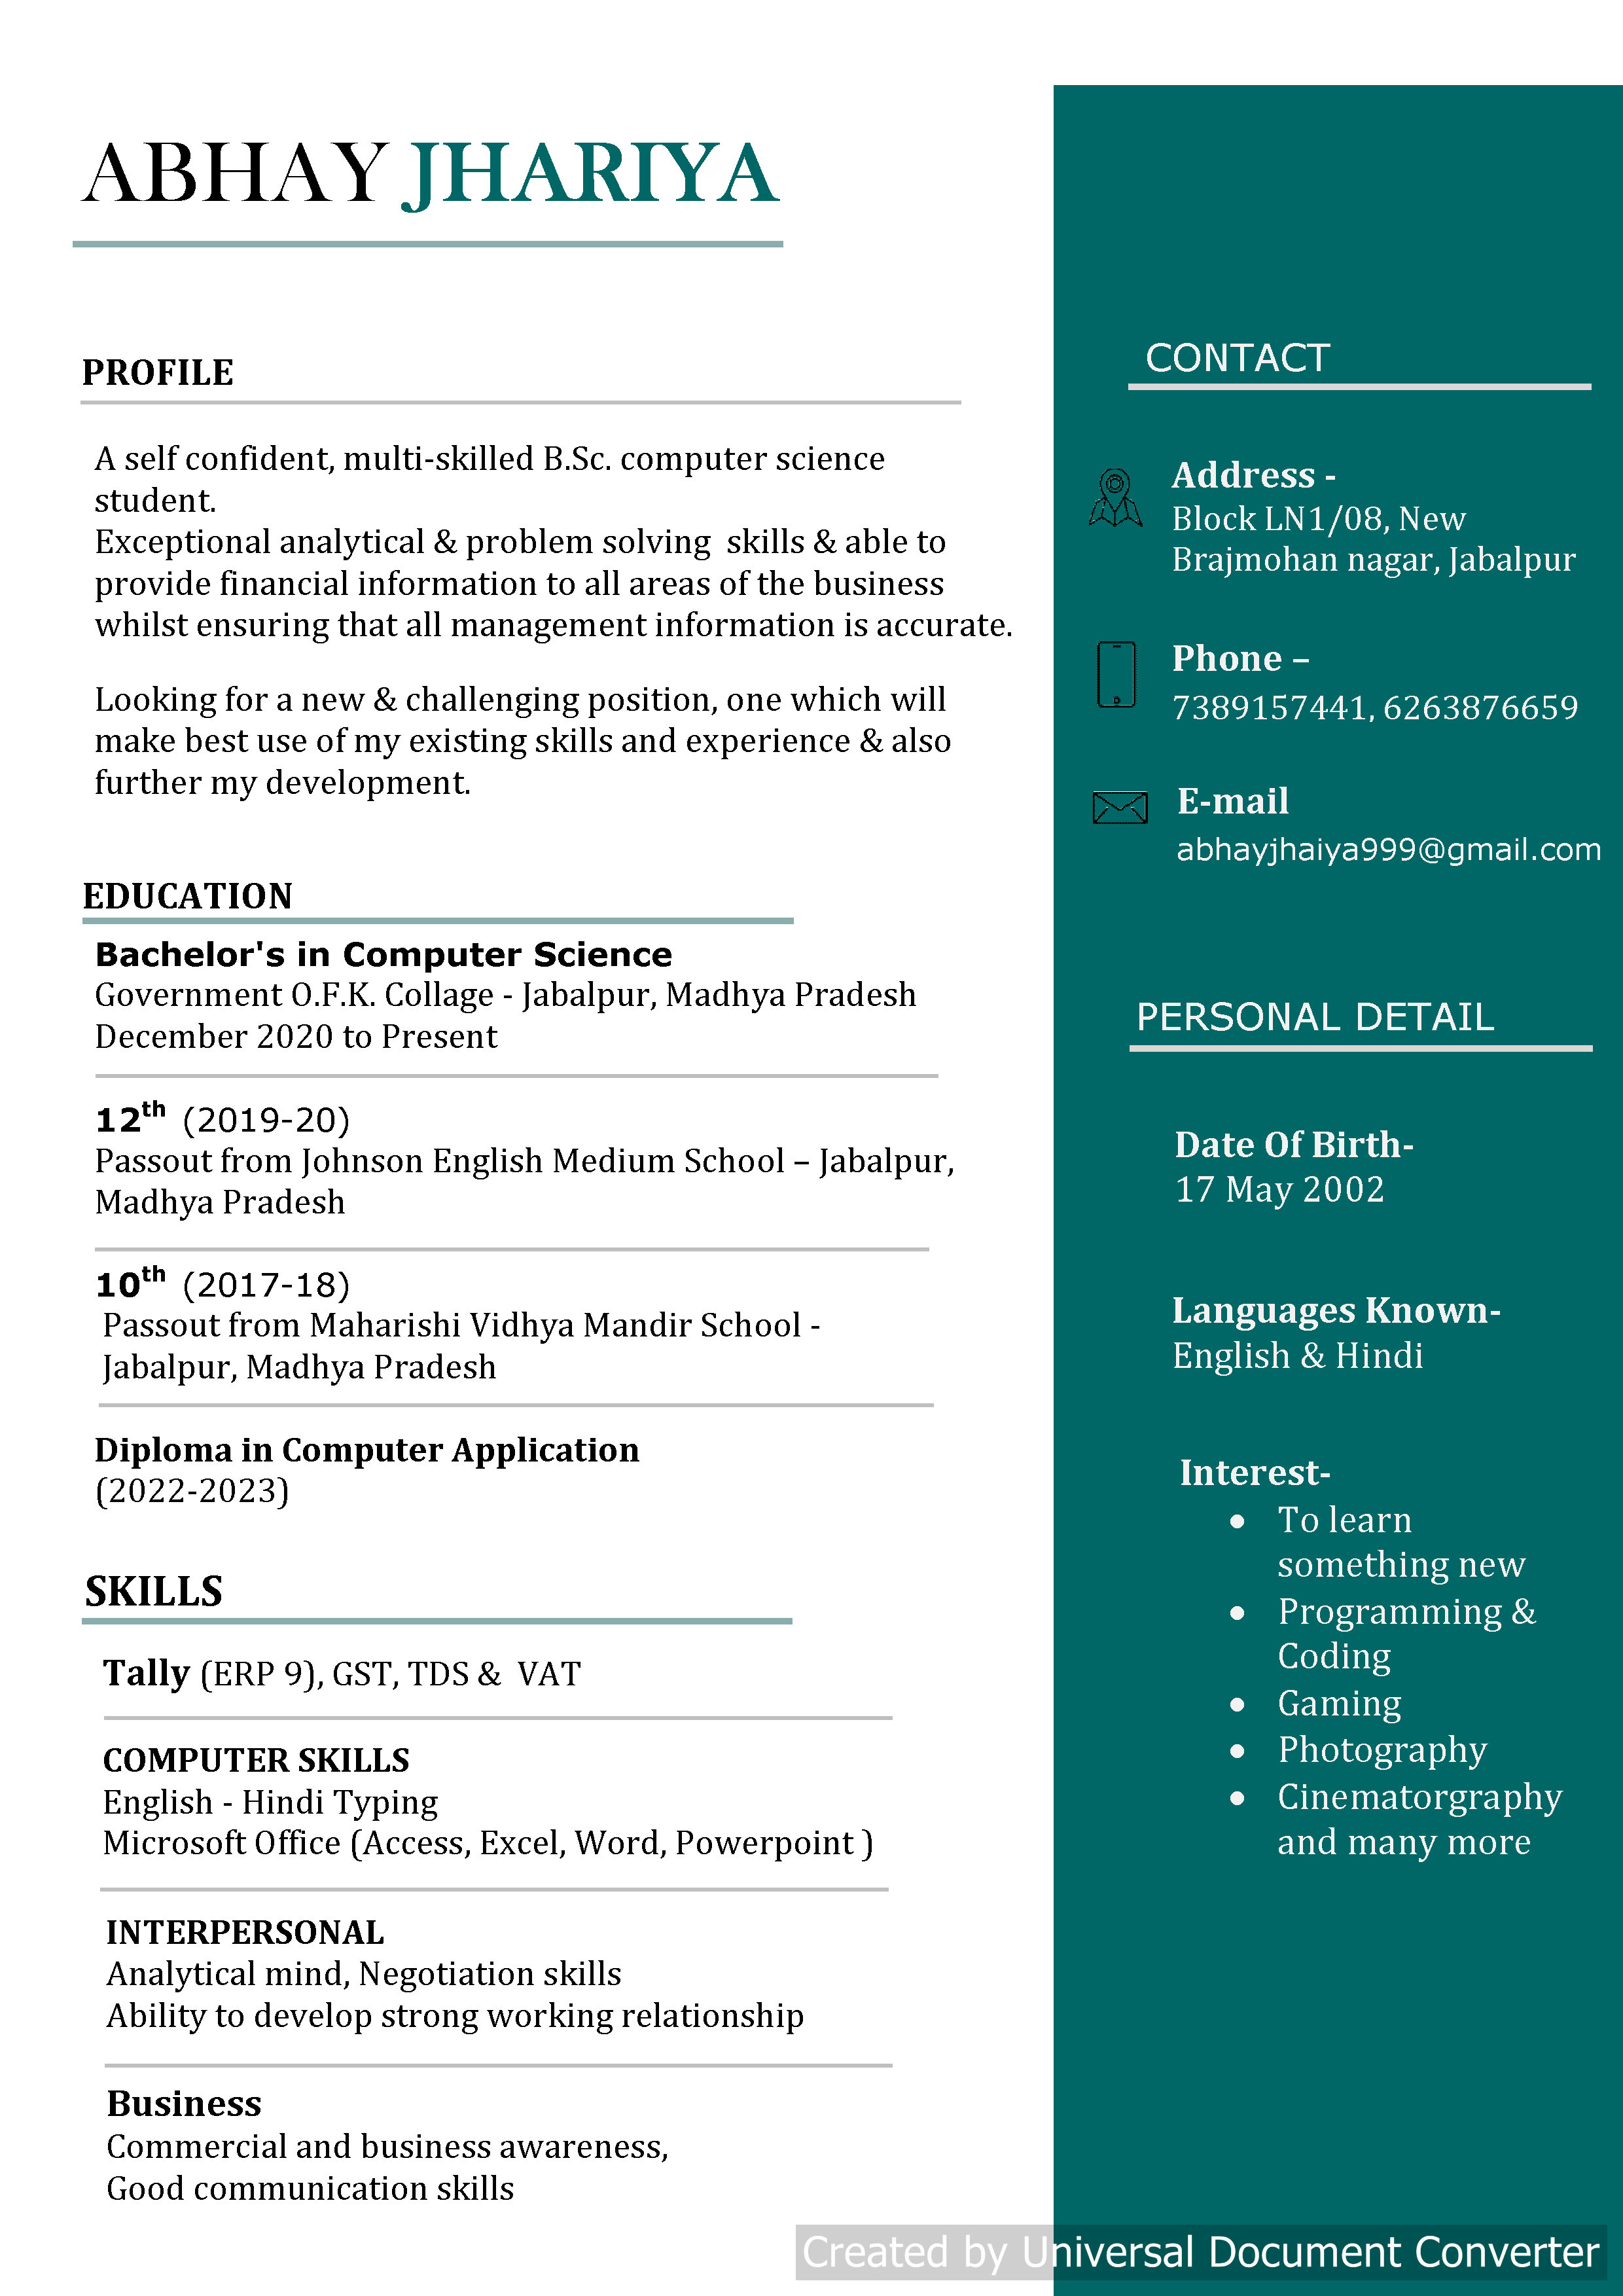 ABHAY JHARIYA
PROFILE
A self confident, multi-skilled B.Sc. computer science
student.
Exceptional analytical & problem solving skills & able to
provide financial information to all areas of the business
whilst ensuring that all management information is accurate.
Looking for a new & challenging position, one which will
make best use of my existing skills and experience & also
further my development.
EDUCATION
Bachelor's in Computer Science
Government O.F.K. Collage - Jabalpur, Madhya Pradesh
December 2020 to Present
12th (2019-20)
Passout from Johnson English Medium School – Jabalpur,
Madhya Pradesh
10th (2017-18)
Passout from Maharishi Vidhya Mandir School -
Jabalpur, Madhya Pradesh
Diploma in Computer Application
(2022-2023)
SKILLS
Tally (ERP 9), GST, TDS & VAT
COMPUTER SKILLS
English - Hindi Typing
Microsoft Office (Access, Excel, Word, Powerpoint )
INTERPERSONAL
Analytical mind, Negotiation skills
Ability to develop strong working relationship
Business
Commercial and business awareness,
Good communication skills
CONTACT
Address -
Block LN1/08, New
Brajmohan nagar, Jabalpur
Phone –
7389157441, 6263876659
E-mail
abhayjhaiya999@gmail.com
PERSONAL DETAIL
Date Of Birth-
17 May 2002
Languages Known-
English & Hindi
Interest-
• To learn
something new
• Programming &
Coding
• Gaming
• Photography
• Cinematorgraphy
and many more
Created by Universal Document Converter